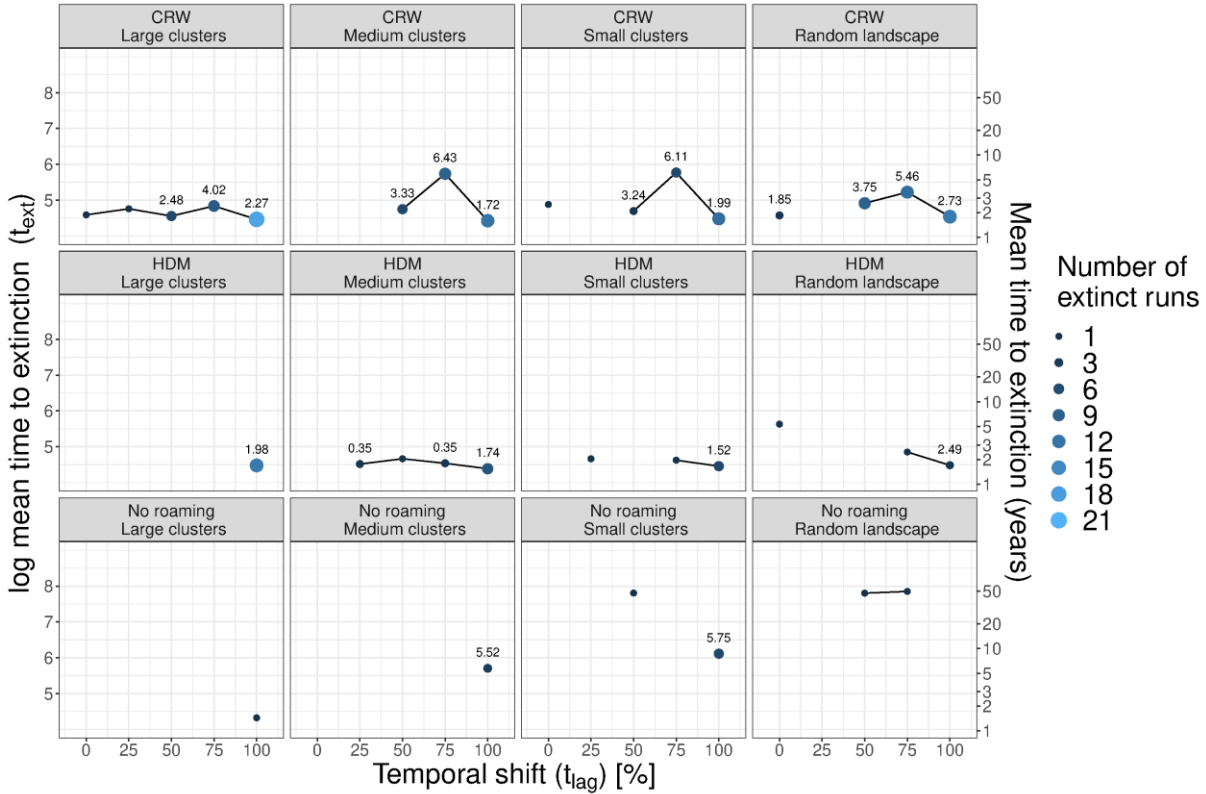 CRW
Large clusters
CRW
Medium clusters
CRW
Small clusters
CRW
Random landscape
8
7
6
5
2.48
4.02
2.27
3.33
6.43
1.72
3.24
6.11
1.99
1.85
3.75
5.46
2.73
50
20
10
5
3
2
1
HDM
Large clusters
HDM
Medium clusters
HDM
Small clusters
HDM
Random landscape
8
7
6
5
1.98
0.35
0.35
1.74
1.52
2.49
50
20
10
5
3
2
1
No roaming
Large clusters
No roaming
Medium clusters
No roaming
Small clusters
No roaming
Random landscape
8
7
6
5
5.52
5.75
50
20
10
5
3
2
1
0 25 50 75 100
0 25 50 75 100
0 25 50 75 100
0 25 50 75 100
Temporal shift (tlag) [%]
log mean time to extinction (text)
Mean time to extinction (years)
Number of
extinct runs
1
3
6
9
12
15
18
21